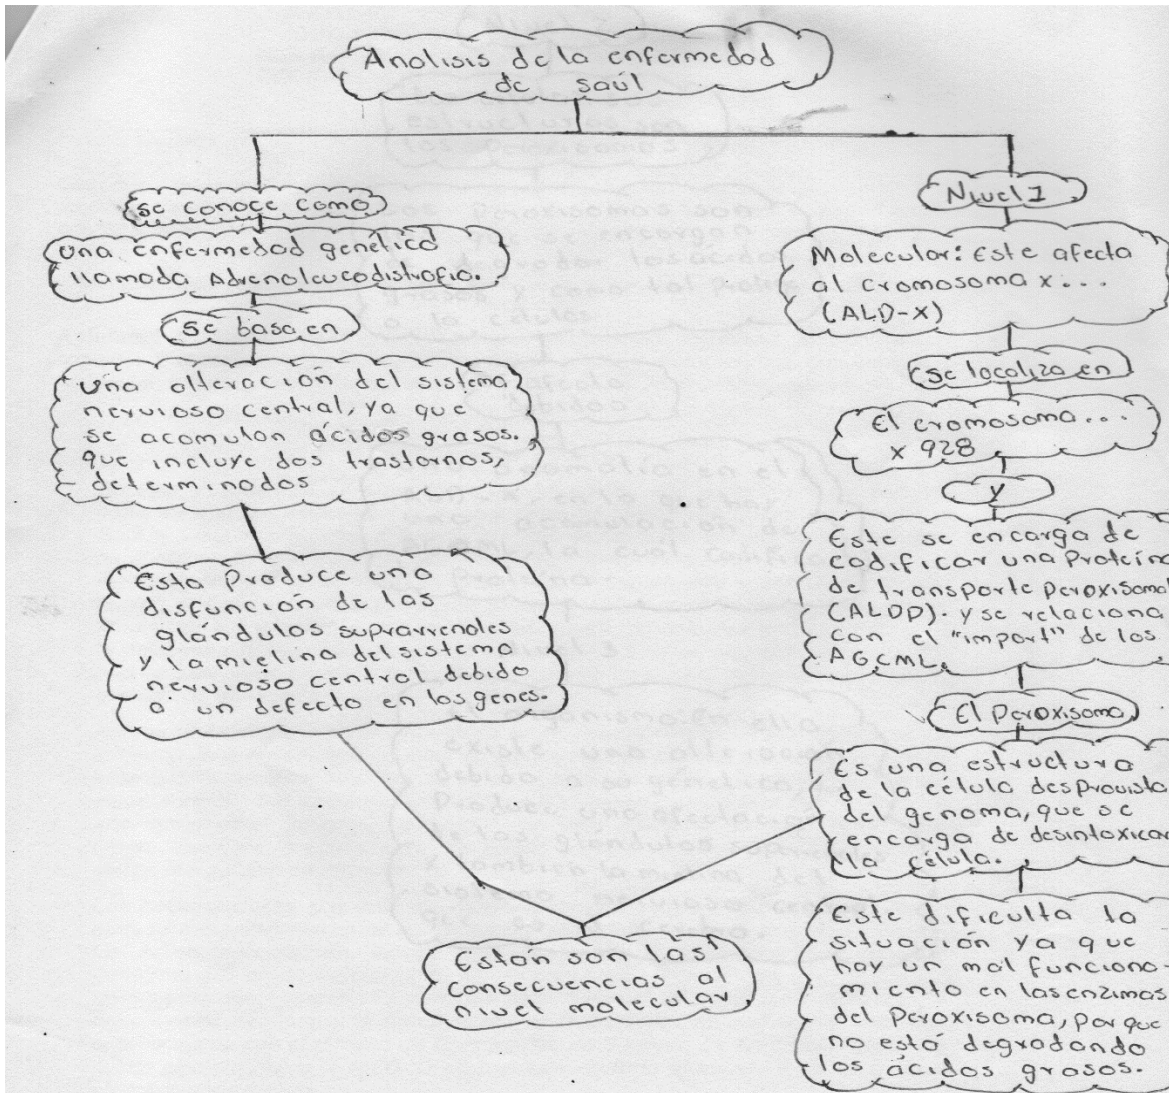 Analisis de la enfermedad
de saúl
se conoce como
una enfermedad genética
llamada Adrenoleucodistrofia.
Se basa en
una alteración del sistema
nervioso central, ya que
se acomulan ácidos grasos.
que incluye dos trastornos,
determinados
Esta Produce una
disfunción de las
glándulas suprarrenales
y la mielina del sistema
nervioso central debido
a un defecto en los genes.
Nivel 1
Molecular: Este afecta
al cromosoma x...
(ALD-X)
Se localiza en
El cromosoma...
x 928
y
Este se encarga de
codificar una Proteína
de transporte peroxisomal
(ALDP). y se relaciona
con el "import" de los
AGCML.
El Peroxisoma
Es una estructura
de la célula desprovista
del genoma, que se
encarga de desintoxicar
la célula.
Este dificulta la
situación ya que
hay un mal funciona-
miento en las enzimas
del Peroxisoma, por que
no está degradando
los ácidos grasos.
Están son las
consecuencias al
nivel molecular